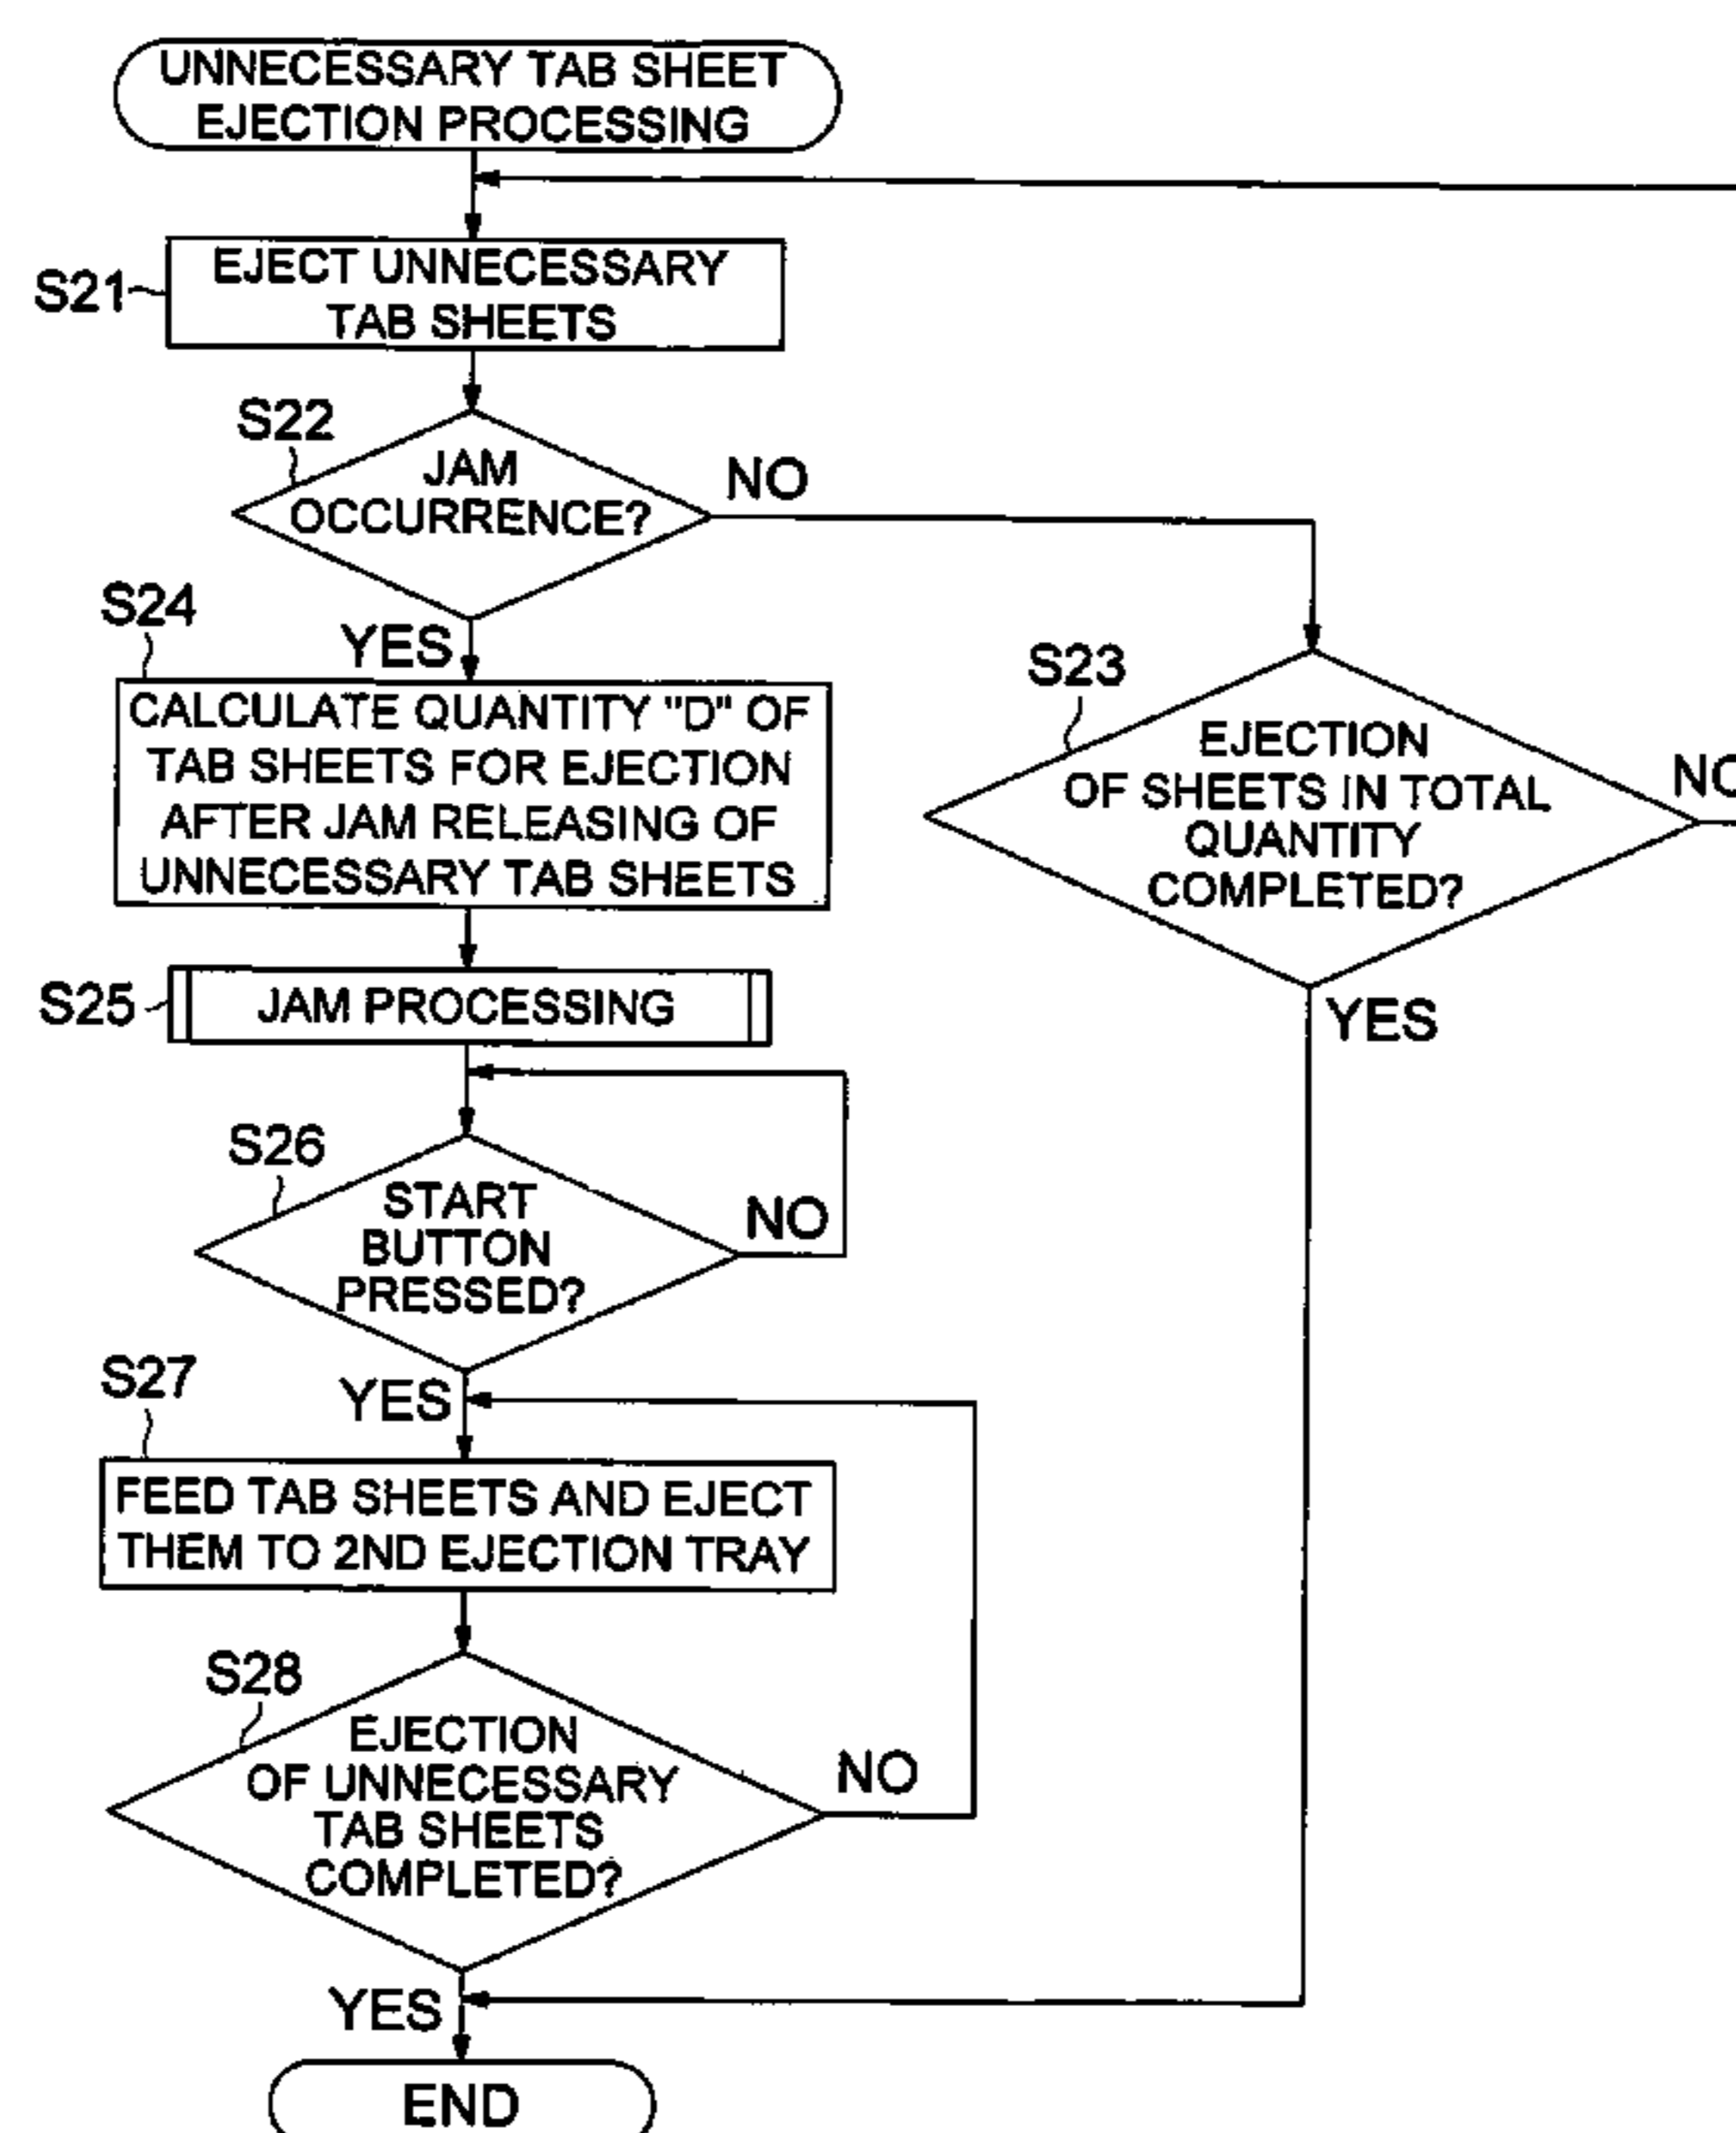 UNNECESSARY TAB SHEET
EJECTION PROCESSING
S21
EJECT UNNECESSARY
TAB SHEETS
S22
JAM
OCCURRENCE?
NO
YES
S23
EJECTION
OF SHEETS IN TOTAL
QUANTITY
COMPLETED?
NO
YES
S24
CALCULATE QUANTITY "D" OF
TAB SHEETS FOR EJECTION
AFTER JAM RELEASING OF
UNNECESSARY TAB SHEETS
S25
JAM PROCESSING
S26
START
BUTTON
PRESSED?
NO
YES
S27
FEED TAB SHEETS AND EJECT
THEM TO 2ND EJECTION TRAY
S28
EJECTION
OF UNNECESSARY
TAB SHEETS
COMPLETED?
NO
YES
END